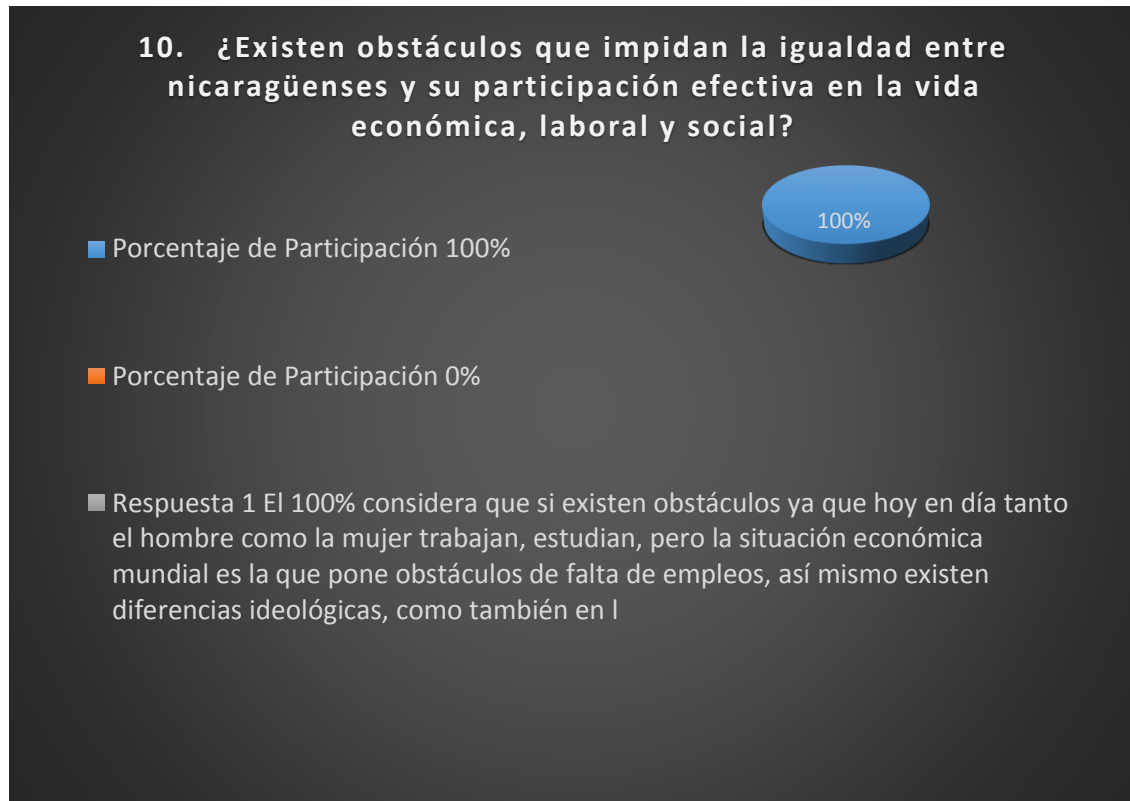 10. ¿Existen obstáculos que impidan la igualdad entre
nicaragüenses y su participación efectiva en la vida
económica, laboral y social?
100%
Porcentaje de Participación 100%
Porcentaje de Participación 0%
Respuesta 1 El 100% considera que si existen obstáculos ya que hoy en día tanto
el hombre como la mujer trabajan, estudian, pero la situación económica
mundial es la que pone obstáculos de falta de empleos, así mismo existen
diferencias ideológicas, como también en l